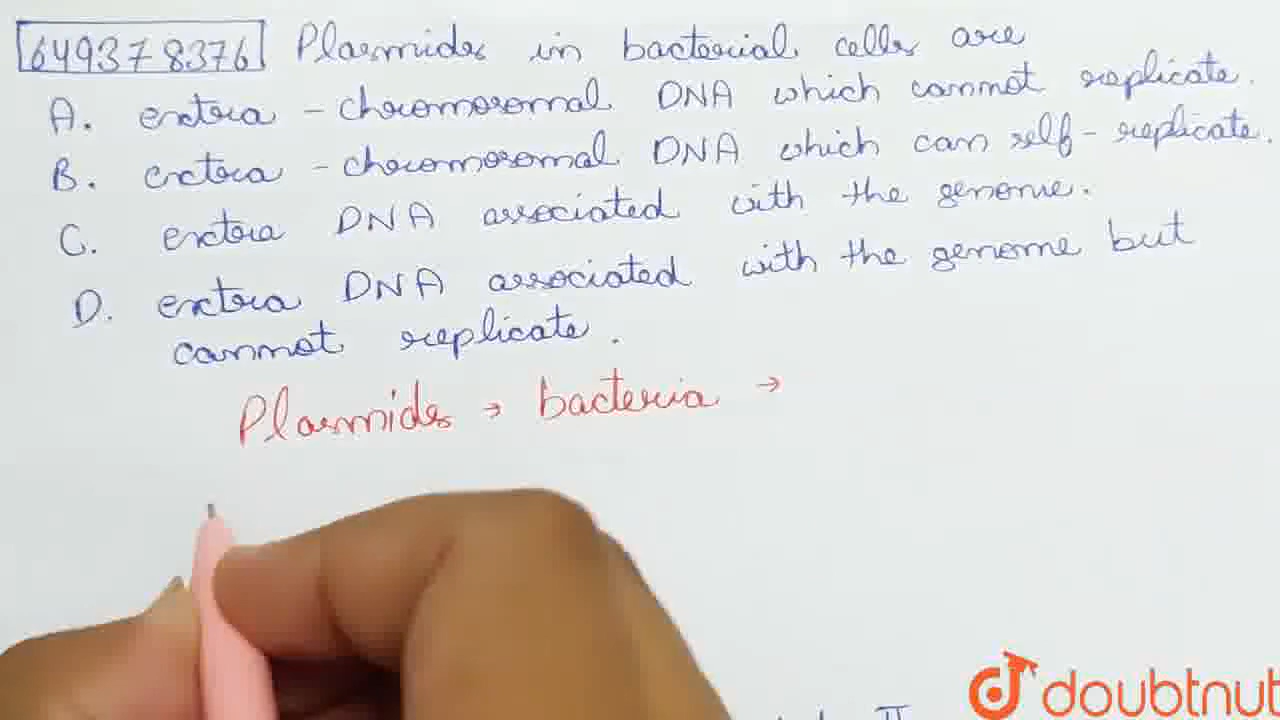 649378376 Plasmids in bacterial cells are
A. extra - chromosomal DNA which cannot replicate.
B. extra - chromosomal DNA which can self - replicate.
C. extra DNA associated with the genome.
D. extra DNA associated with the genome but
cannot replicate.
Plasmids → bacteria →
doubtnut